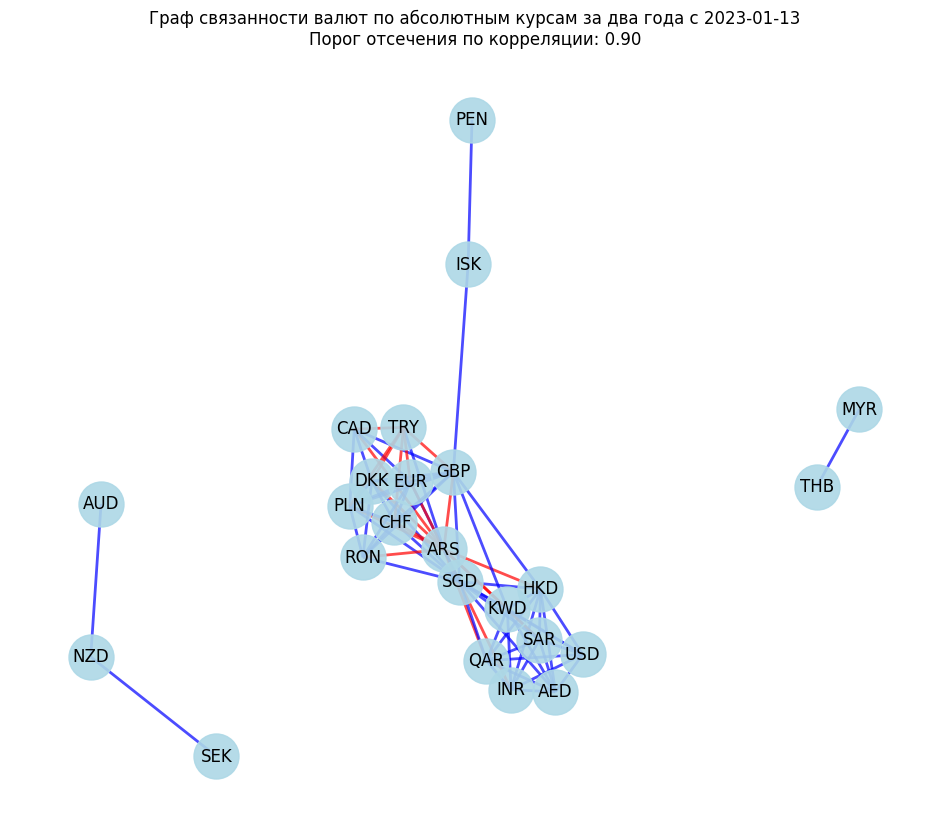 Граф связанности валют по абсолютным курсам за два года с 2023-01-13
Порог отсечения по корреляции: 0.90
PEN
ISK
MYR
CAD
TRY
GBP
DKK
EUR
THB
AUD
PLN
CHF
ARS
RON
SGD
HKD
KWD
SAR
USD
NZD
QAR
INR
AED
SEK